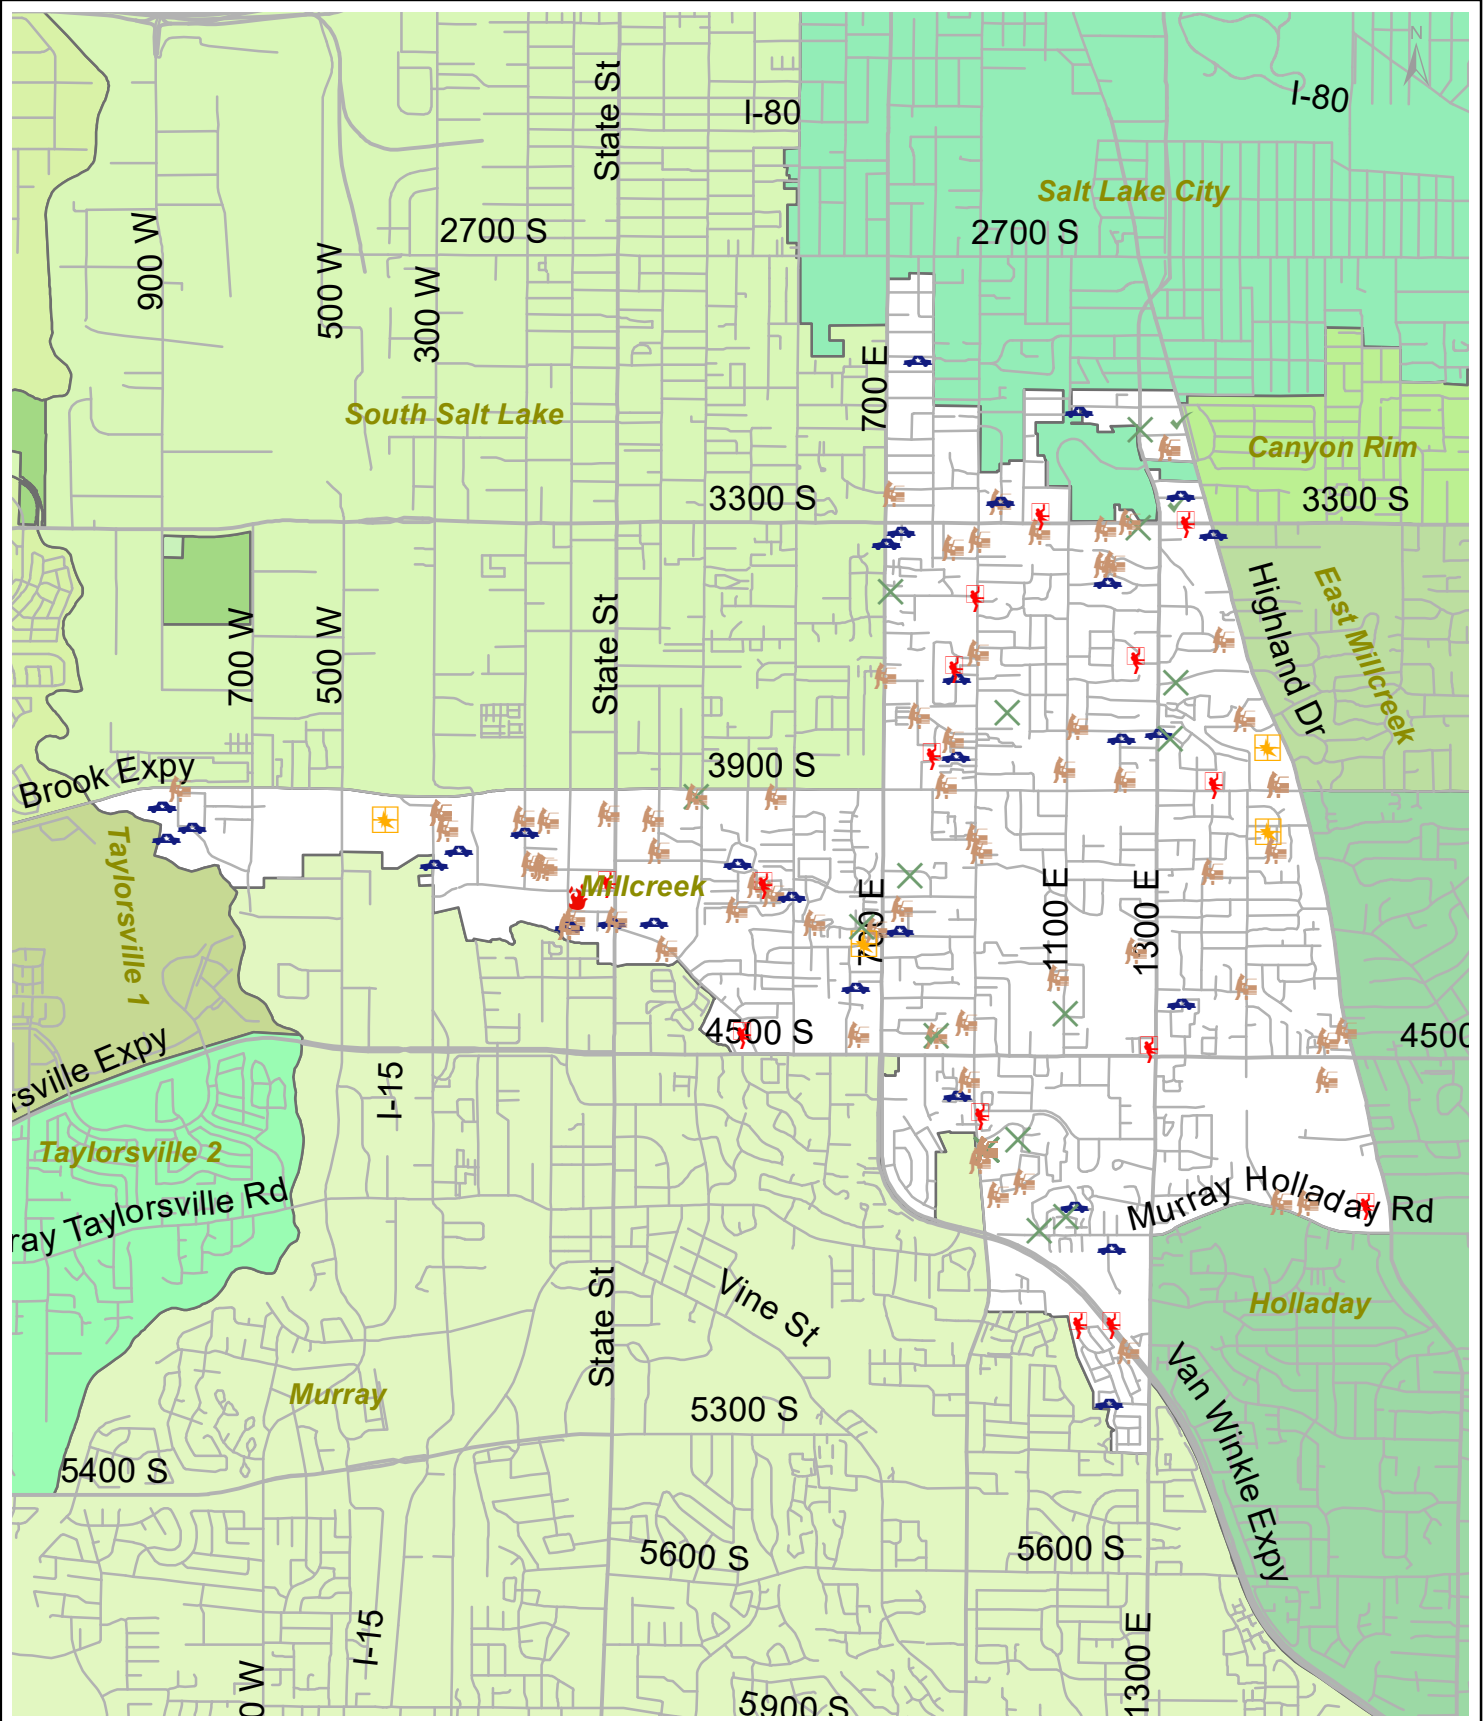 N
I-80
I-80
State St
Salt Lake City
2700 S
2700 S
900 W
500 W
300 W
700 E
South Salt Lake
Canyon Rim
3300 S
3300 S
Highland Dr
East Millcreek
700 W
500 W
State St
3900 S
Brook Expy
Taylorsville 1
Millcreek
700 E
1100 E
1300 E
4500 S
4500
rsville Expy
I-15
Taylorsville 2
ray Taylorsville Rd
Murray Holladay Rd
State St
Vine St
Holladay
Van Winkle Expy
Murray
5300 S
5400 S
5600 S
5600 S
I-15
0 W
1300 E
5900 S